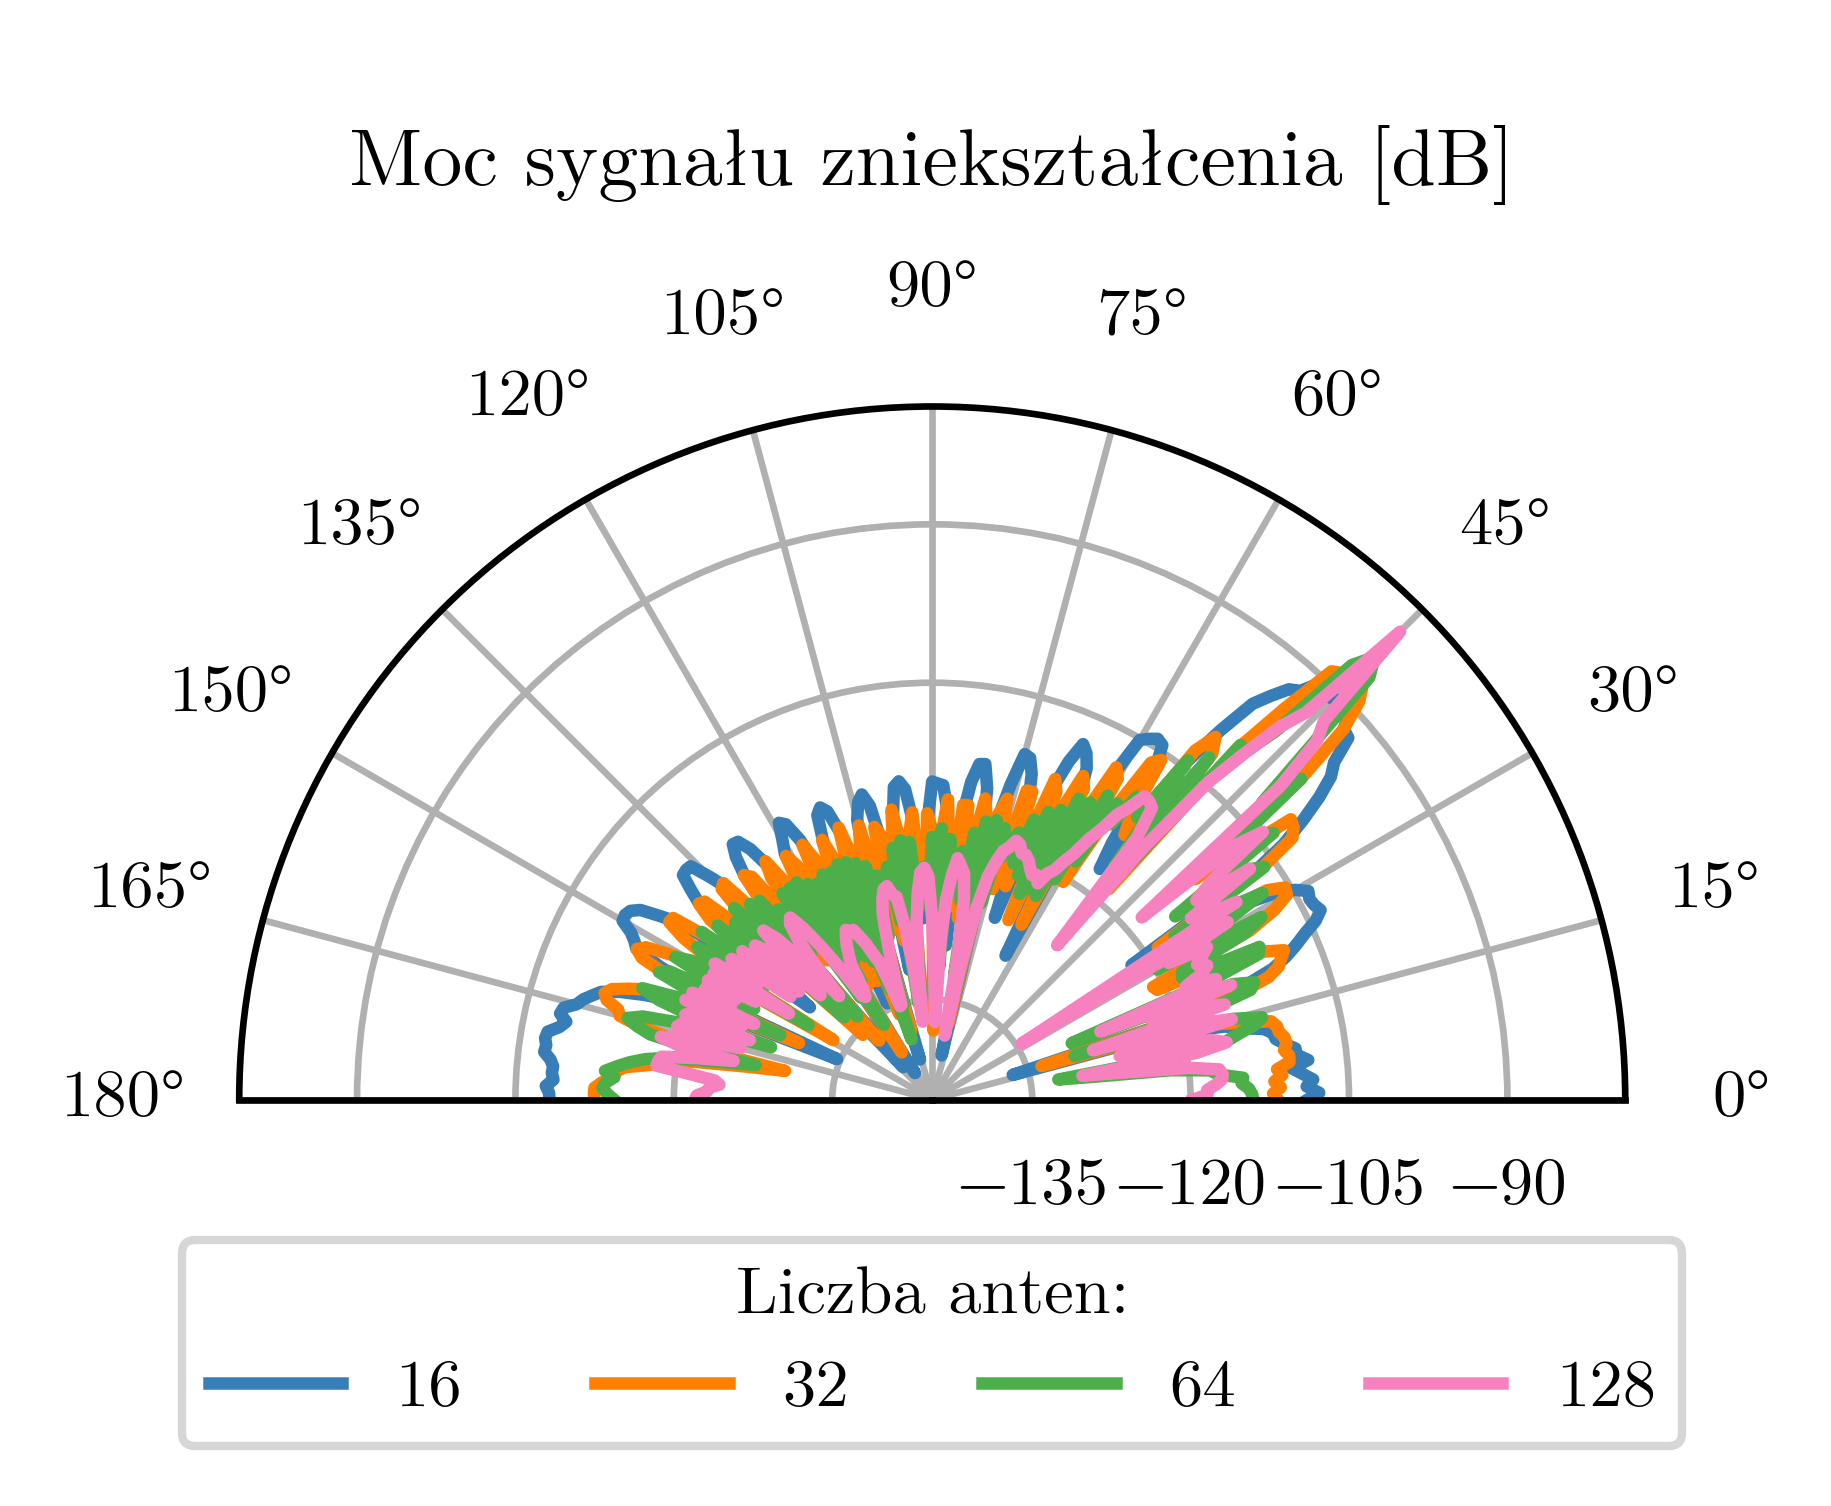 Moc sygnału zniekształcenia [dB]
90°
105° 75°
120° 60°
135° 45°
150° 30°
165° 15°
180° 0°
−135 −120 −105 −90
Liczba anten:
16 32 64 128